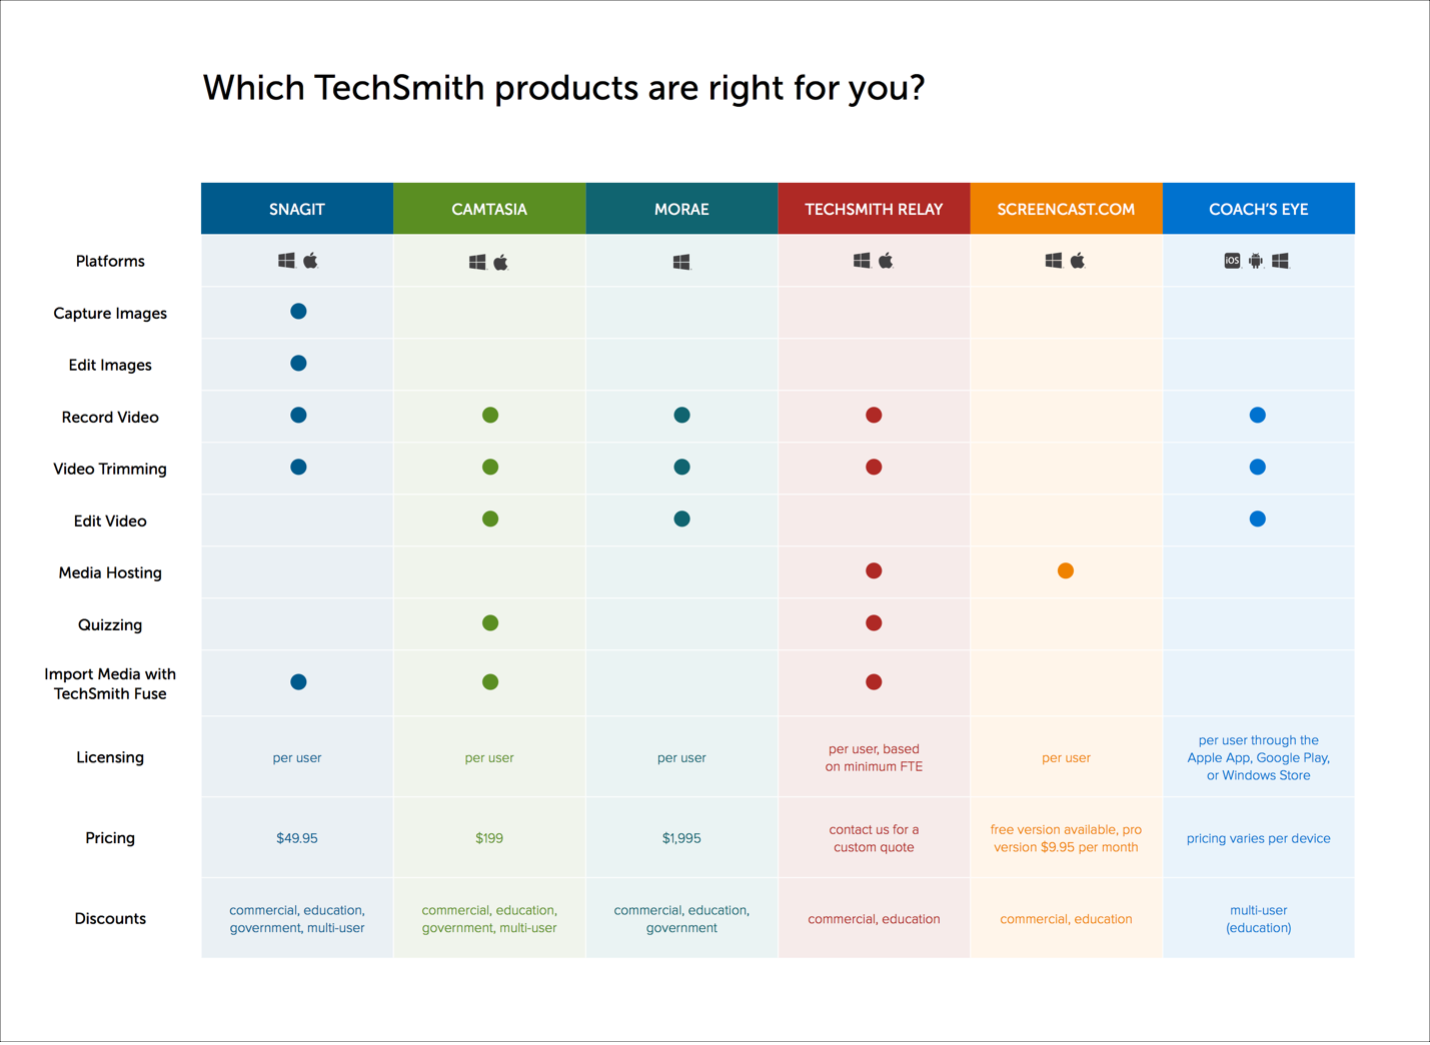 Which TechSmith products are right for you?
SNAGIT CAMTASIA MORAE TECHSMITH RELAY SCREENCAST.COM COACH'S EYE
Platforms iOS
Capture Images
Edit Images
Record Video
Video Trimming
Edit Video
Media Hosting
Quizzing
Import Media with
TechSmith Fuse
Licensing
per user
per user
per user
per user, based
on minimum FTE
per user
per user through the
Apple App, Google Play,
or Windows Store
Pricing
$49.95
$199
$1,995
contact us for a
custom quote
free version available, pro
version $9.95 per month
pricing varies per device
Discounts
commercial, education,
government, multi-user
commercial, education,
government, multi-user
commercial, education,
government
commercial, education
commercial, education
multi-user
(education)